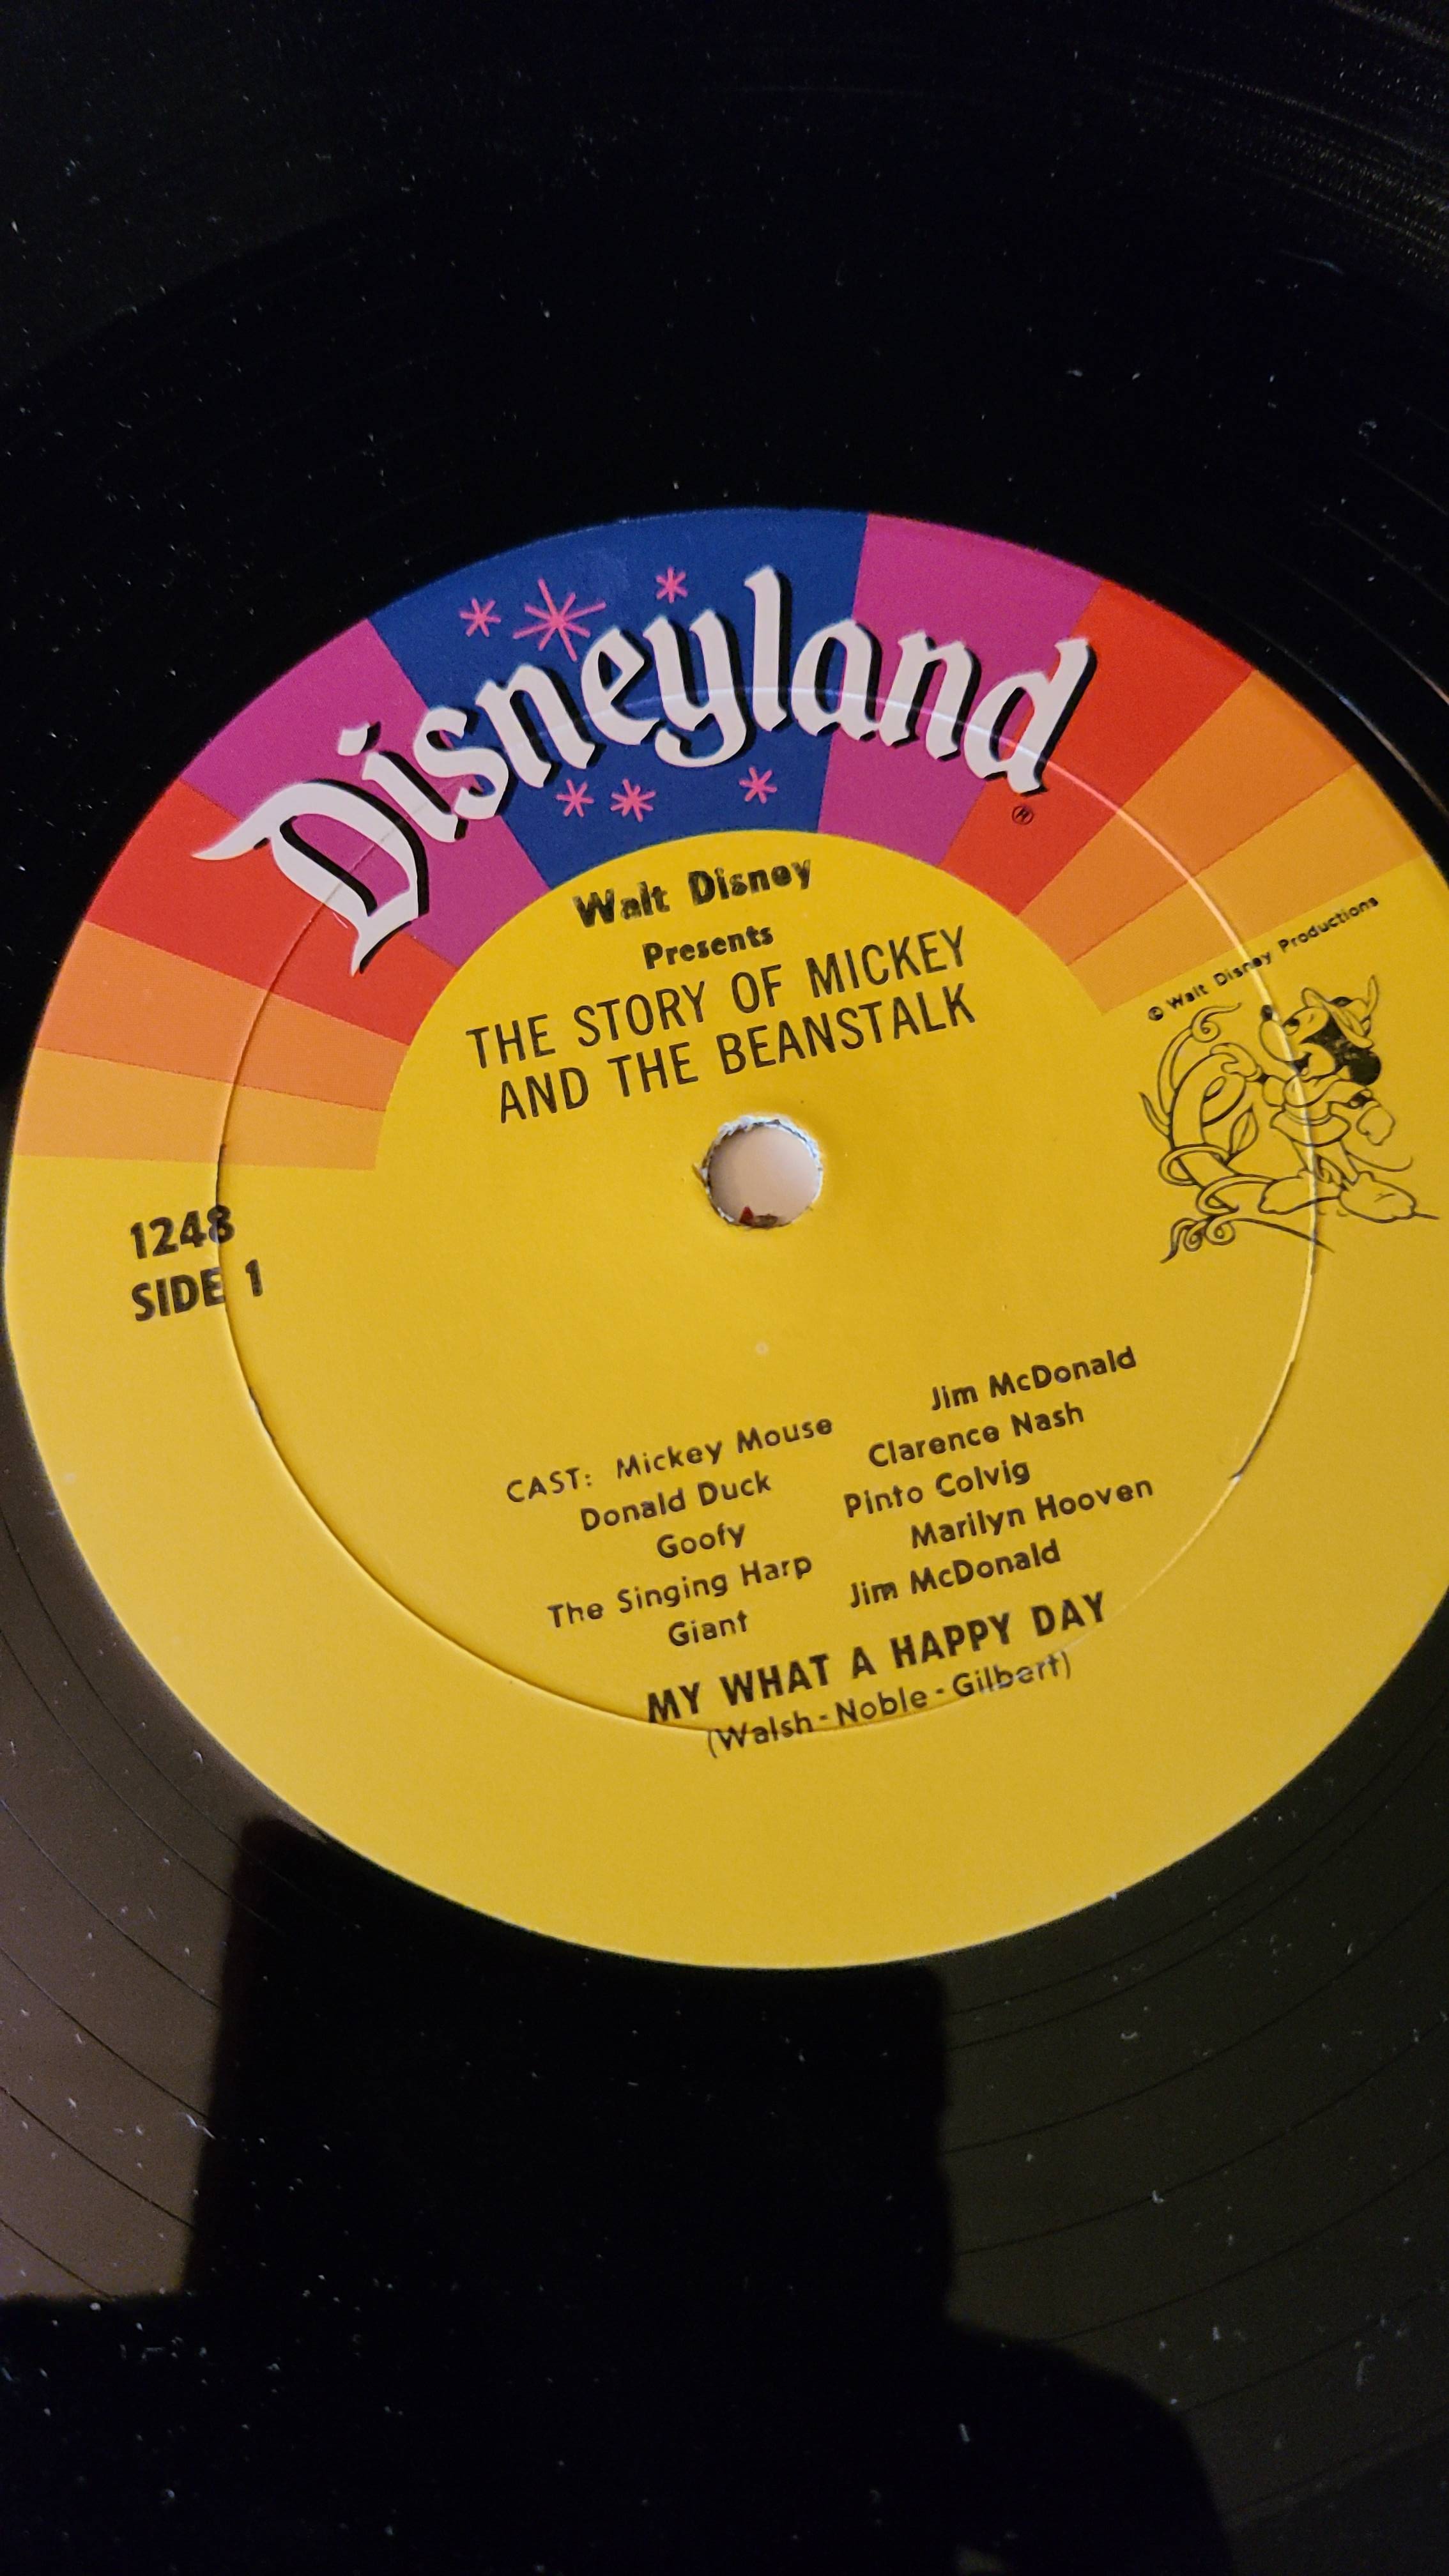 Disneyland
®
Walt Disney
Presents
THE STORY OF MICKEY
AND THE BEANSTALK
© Walt Disney Productions
1248
SIDE 1
CAST: Mickey Mouse Jim McDonald
Donald Duck Clarence Nash
Goofy Pinto Colvig
The Singing Harp Marilyn Hooven
Giant Jim McDonald
MY WHAT A HAPPY DAY
(Walsh-Noble-Gilbert)